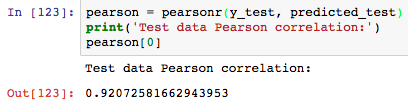 In [123]: pearson = pearsonr(y_test, predicted_test)
print('Test data Pearson correlation:')
pearson[0]
Test data Pearson correlation:
Out[123]: 0.92072581662943953